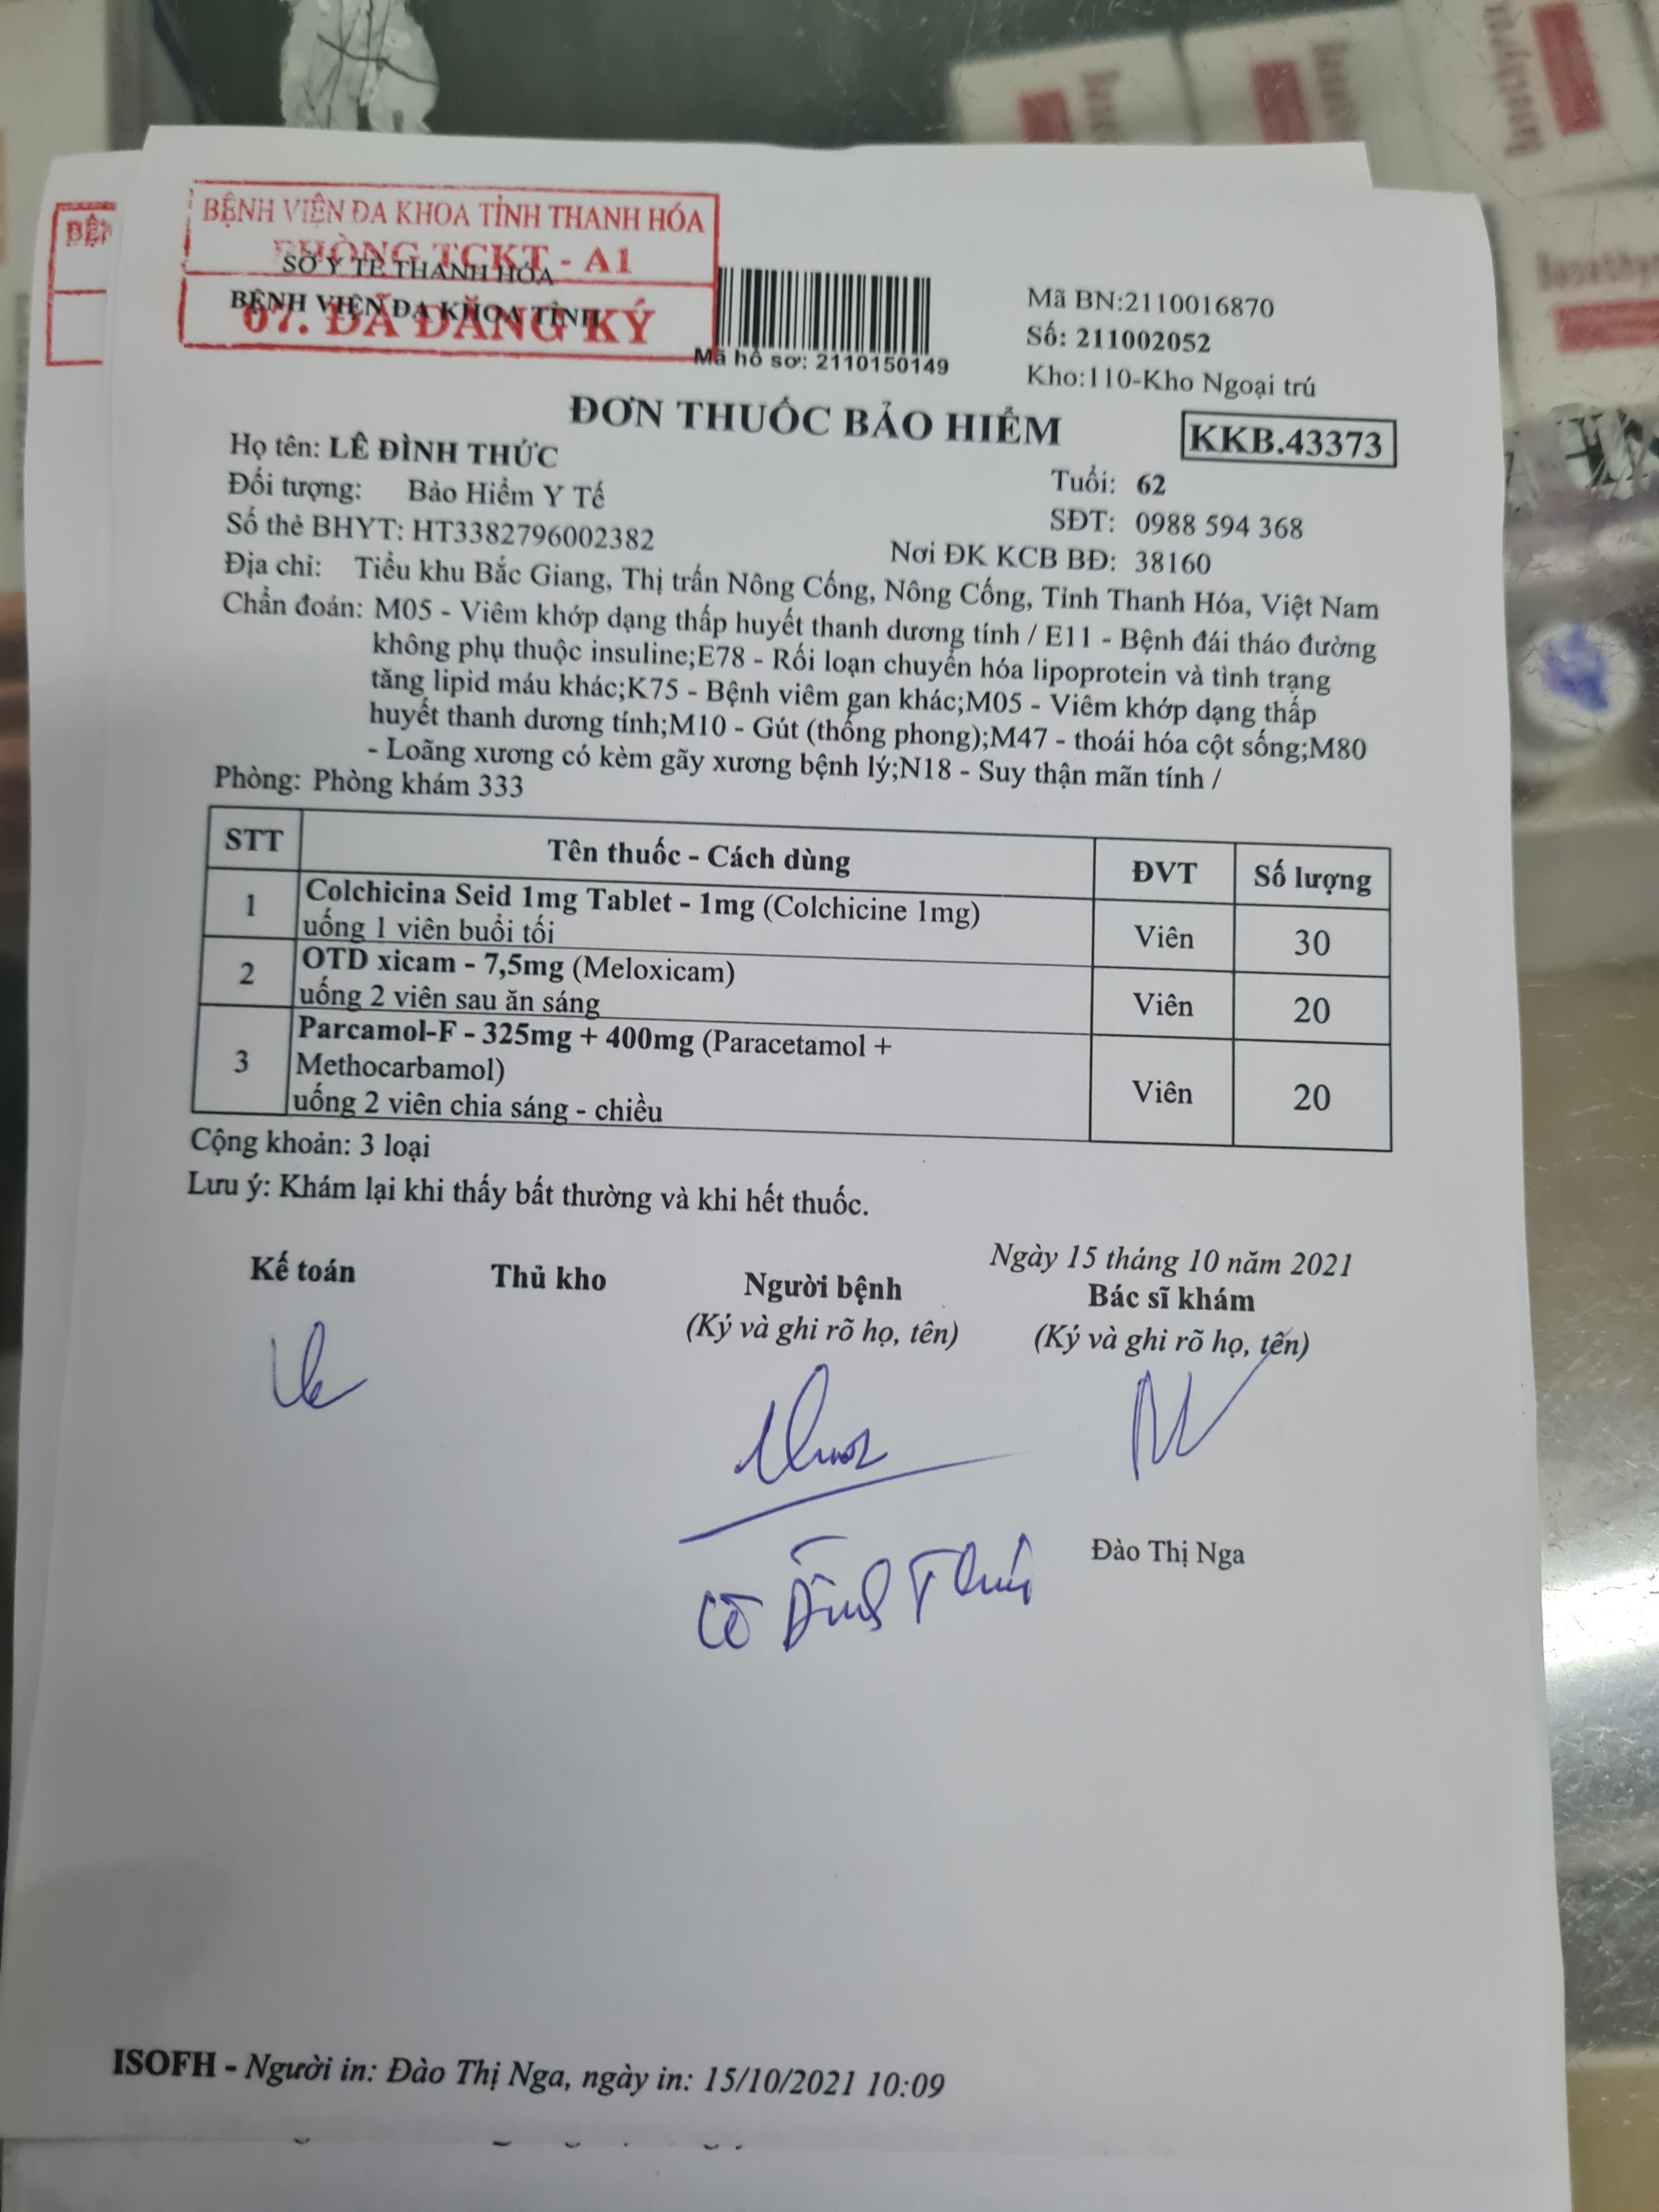 BỆNH VIỆN ĐA KHOA TỈNH THANH HÓA
PHÒNG TCKT - A1
SỞ Y TẾ THANH HÓA
BỆNH VIỆN ĐA KHOA TỈNH
07. ĐÃ ĐĂNG KÝ
Mã hồ sơ: 2110150149
Mã BN:2110016870
Số: 211002052
Kho:110-Kho Ngoại trú
ĐƠN THUỐC BẢO HIỂM
KKB.43373
Họ tên: LÊ ĐÌNH THỨC
Tuổi: 62
Đối tượng: Bảo Hiểm Y Tế
SĐT: 0988 594 368
Số thẻ BHYT: HT3382796002382
Nơi ĐK KCB BĐ: 38160
Địa chỉ: Tiểu khu Bắc Giang, Thị trấn Nông Cống, Nông Cống, Tỉnh Thanh Hóa, Việt Nam
Chẩn đoán: M05 - Viêm khớp dạng thấp huyết thanh dương tính / E11 - Bệnh đái tháo đường
không phụ thuộc insuline;E78 - Rối loạn chuyển hóa lipoprotein và tình trạng
tăng lipid máu khác;K75 - Bệnh viêm gan khác;M05 - Viêm khớp dạng thấp
huyết thanh dương tính;M10 - Gút (thống phong);M47 - thoái hóa cột sống;M80
- Loãng xương có kèm gãy xương bệnh lý;N18 - Suy thận mãn tính /
Phòng: Phòng khám 333
STT Tên thuốc - Cách dùng ĐVT Số lượng
1 Colchicina Seid 1mg Tablet - 1mg (Colchicine 1mg)
uống 1 viên buổi tối Viên 30
2 OTD xicam - 7,5mg (Meloxicam)
uống 2 viên sau ăn sáng Viên 20
3 Parcamol-F - 325mg + 400mg (Paracetamol +
Methocarbamol)
uống 2 viên chia sáng - chiều Viên 20
Cộng khoản: 3 loại
Lưu ý: Khám lại khi thấy bất thường và khi hết thuốc.
Ngày 15 tháng 10 năm 2021
Kế toán Thủ kho Người bệnh Bác sĩ khám
(Ký và ghi rõ họ, tên) (Ký và ghi rõ họ, tên)
Đào Thị Nga
Lê Đình Thức
ISOFH - Người in: Đào Thị Nga, ngày in: 15/10/2021 10:09